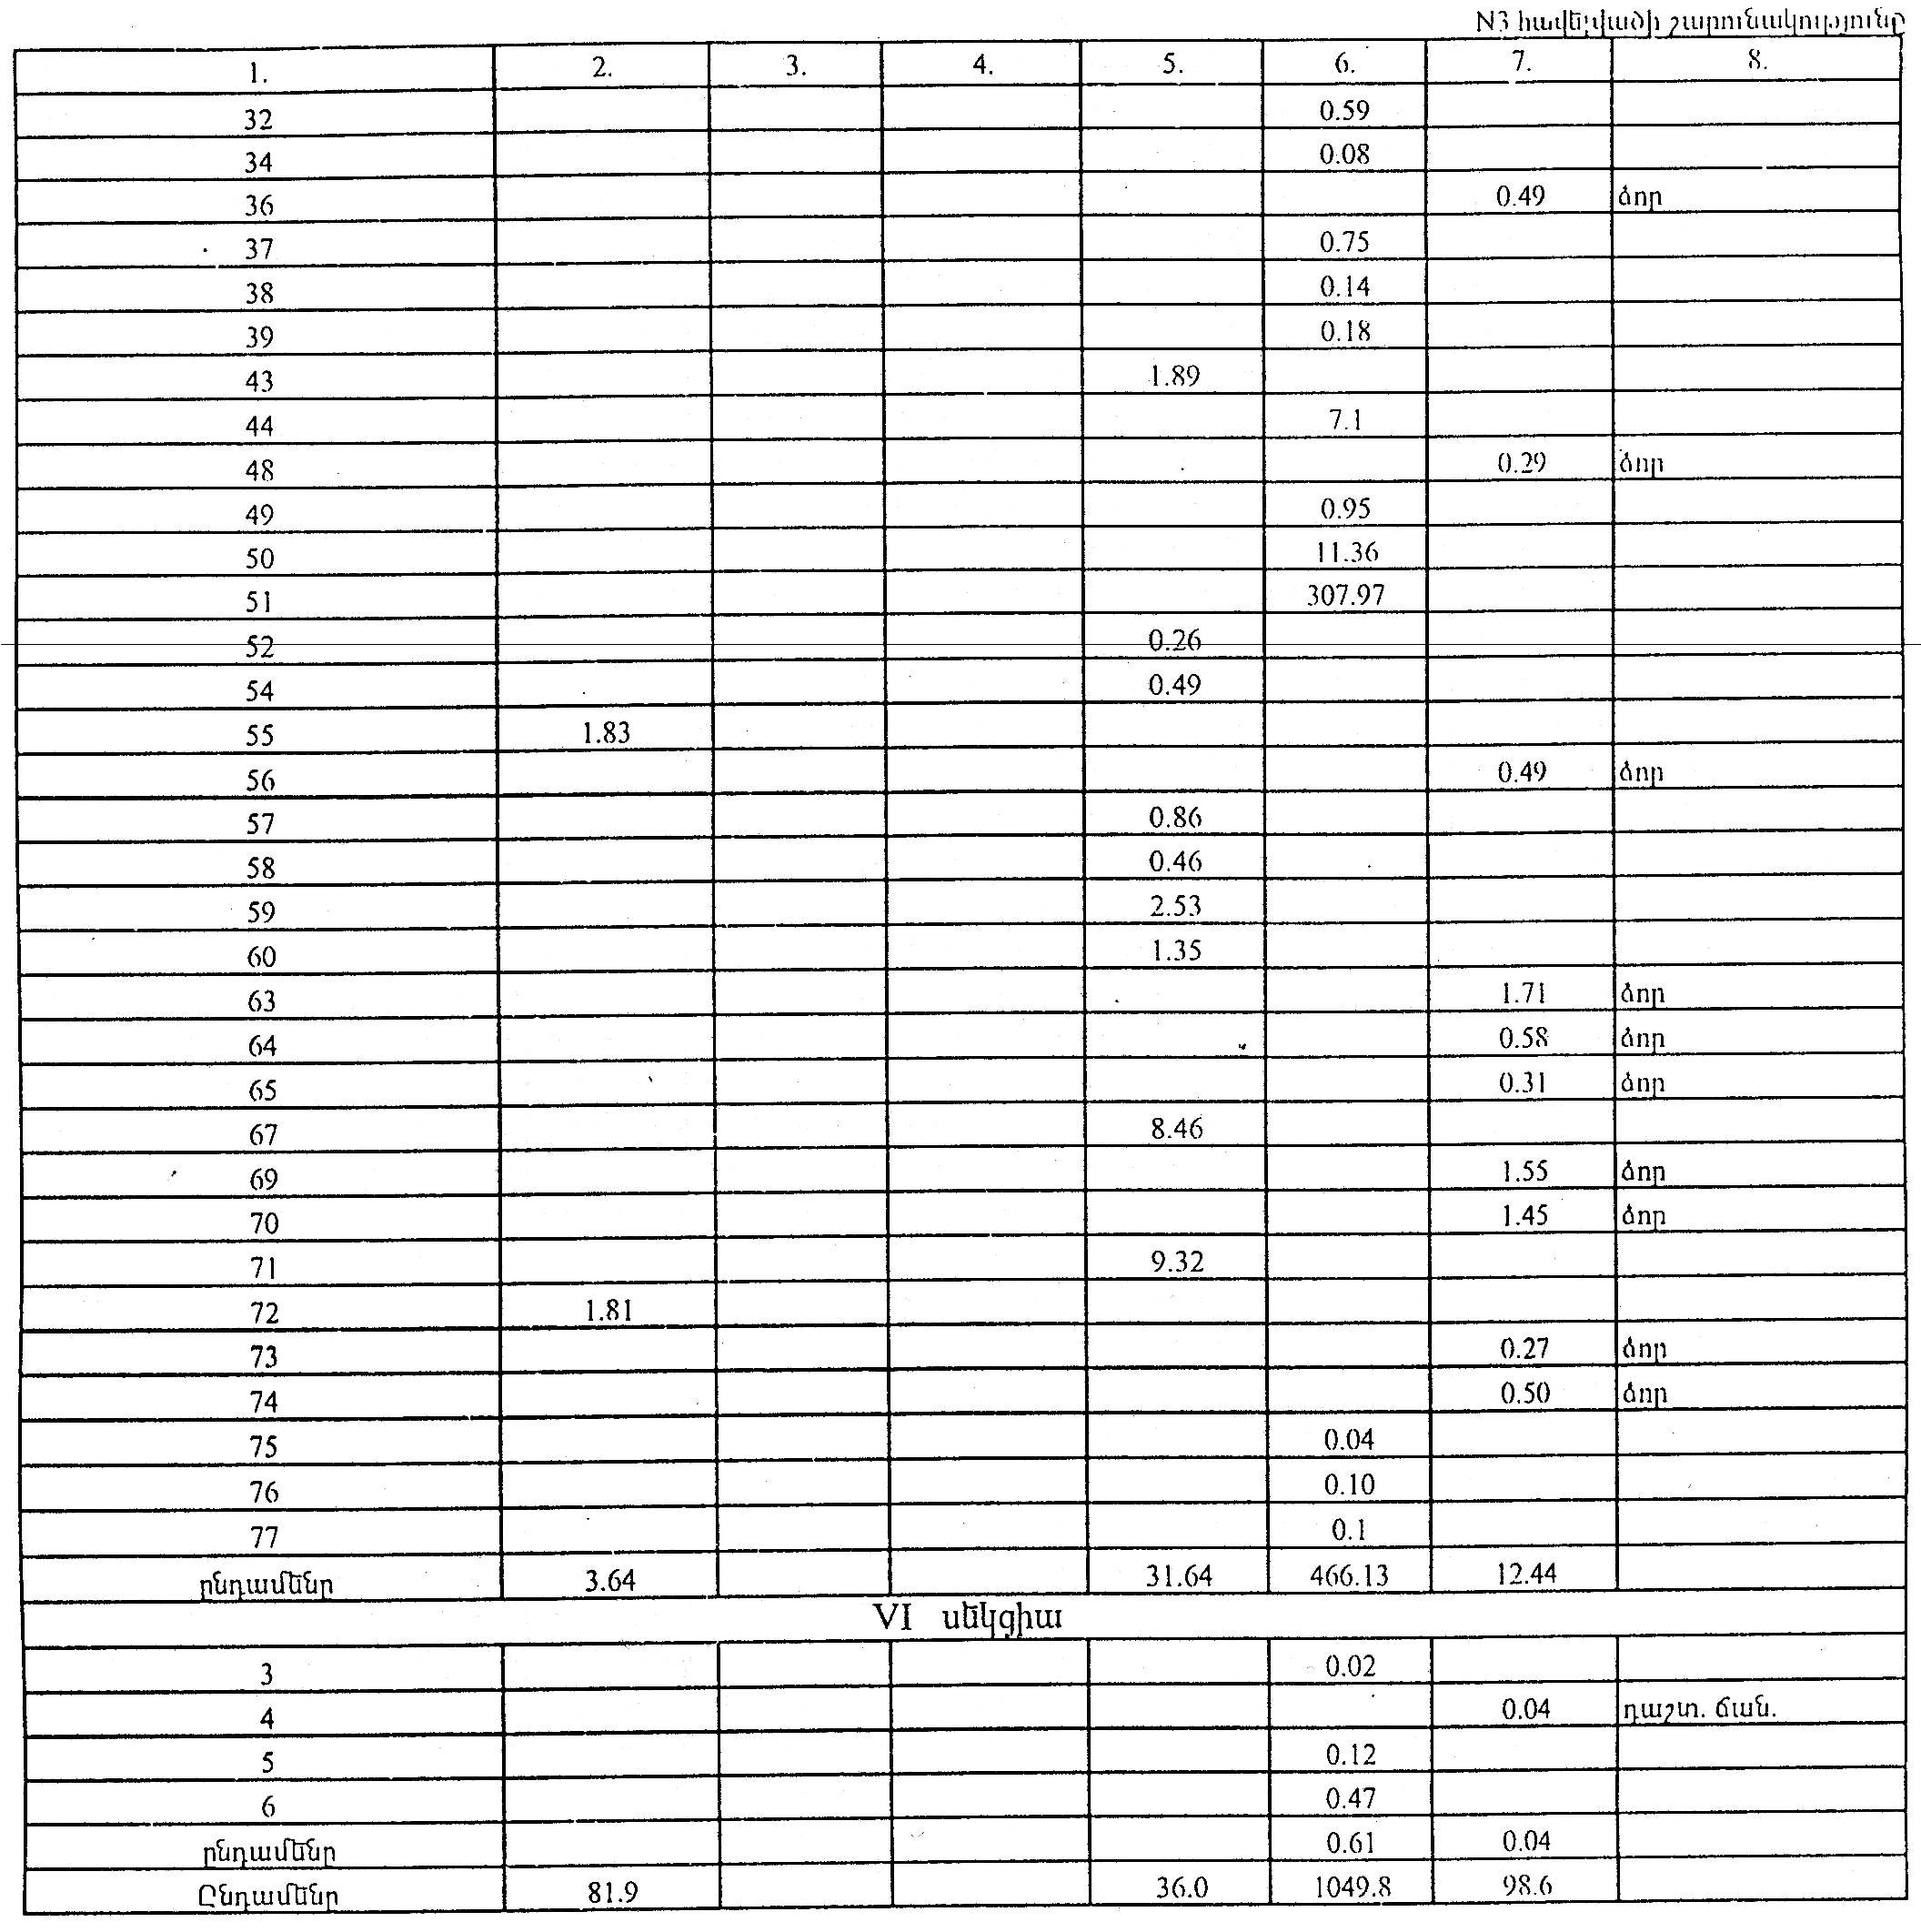 N3 հավելվածի շարունակությունը
1. 2. 3. 4. 5. 6. 7. 8.
32 0.59
34 0.08
36 0.49 ձոր
37 0.75
38 0.14
39 0.18
43 1.89
44 7.1
48 0.29 ձոր
49 0.95
50 11.36
51 307.97
52 0.26
54 0.49
55 1.83
56 0.49 ձոր
57 0.86
58 0.46
59 2.53
60 1.35
63 1.71 ձոր
64 0.58 ձոր
65 0.31 ձոր
67 8.46
69 1.55 ձոր
70 1.45 ձոր
71 9.32
72 1.81
73 0.27 ձոր
74 0.50 ձոր
75 0.04
76 0.10
77 0.1
ընդամենը 3.64 31.64 466.13 12.44
VI սեկցիա
3 0.02
4 0.04 դաշտ. ճան.
5 0.12
6 0.47
ընդամենը 0.61 0.04
Ընդամենը 81.9 36.0 1049.8 98.6